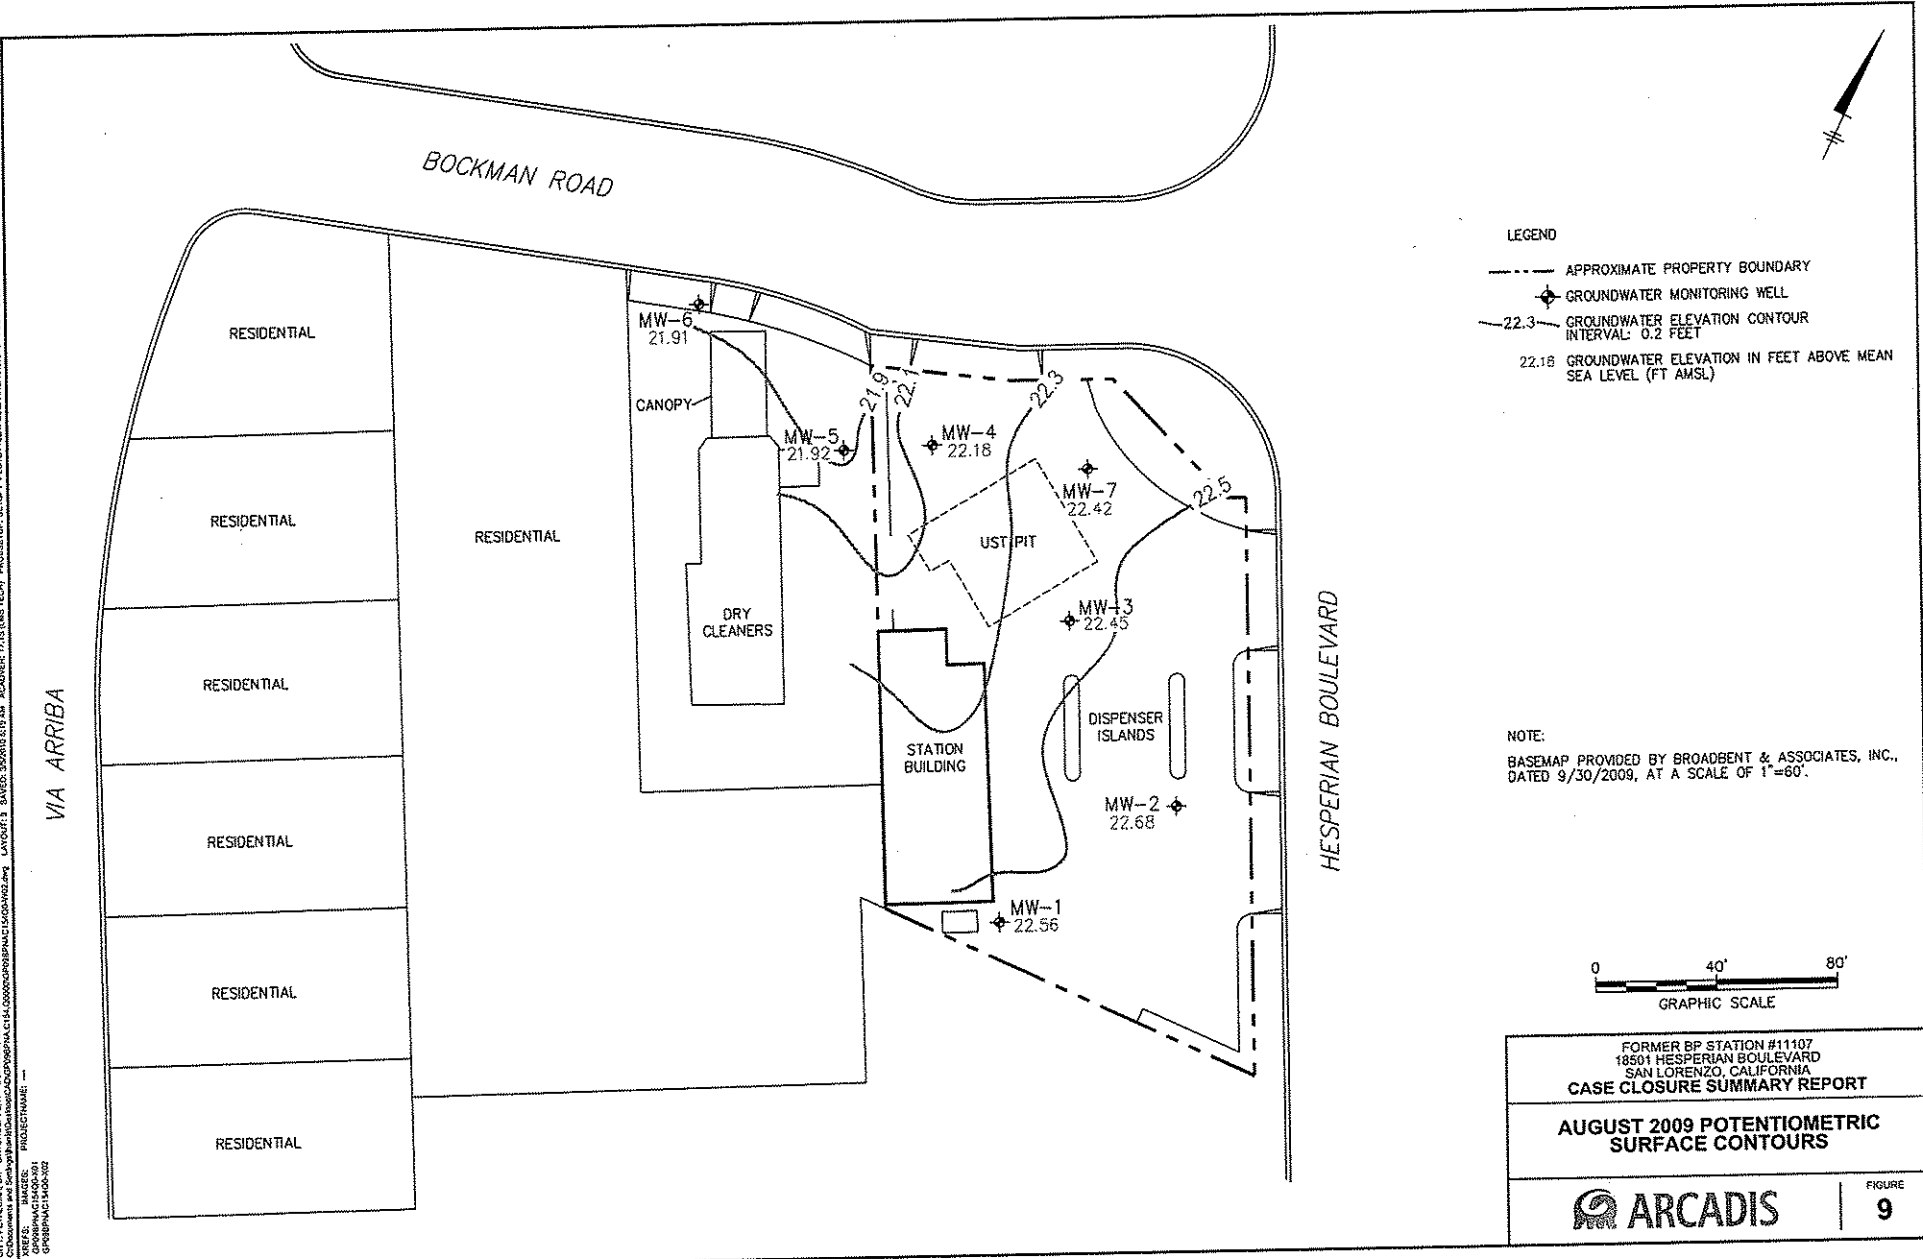 BOCKMAN ROAD
LEGEND
APPROXIMATE PROPERTY BOUNDARY
GROUNDWATER MONITORING WELL
22.3
GROUNDWATER ELEVATION CONTOUR
INTERVAL: 0.2 FEET
22.18
GROUNDWATER ELEVATION IN FEET ABOVE MEAN
SEA LEVEL (FT AMSL)
RESIDENTIAL
RESIDENTIAL
RESIDENTIAL
RESIDENTIAL
RESIDENTIAL
RESIDENTIAL
RESIDENTIAL
MW-6
21.91
CANOPY
MW-5
21.92
21.9
22.1
22.3
22.5
MW-4
22.18
MW-7
22.42
UST PIT
MW-3
22.45
DRY
CLEANERS
STATION
BUILDING
DISPENSER
ISLANDS
MW-2
22.68
MW-1
22.56
VIA ARRIBA
HESPERIAN BOULEVARD
NOTE:
BASEMAP PROVIDED BY BROADBENT & ASSOCIATES, INC.,
DATED 9/30/2009, AT A SCALE OF 1"=60'.
0 40' 80'
GRAPHIC SCALE
FORMER BP STATION #11107
18501 HESPERIAN BOULEVARD
SAN LORENZO, CALIFORNIA
CASE CLOSURE SUMMARY REPORT
AUGUST 2009 POTENTIOMETRIC
SURFACE CONTOURS
ARCADIS
FIGURE
9
XREFS: IMAGES: PROJECTNAME: ---